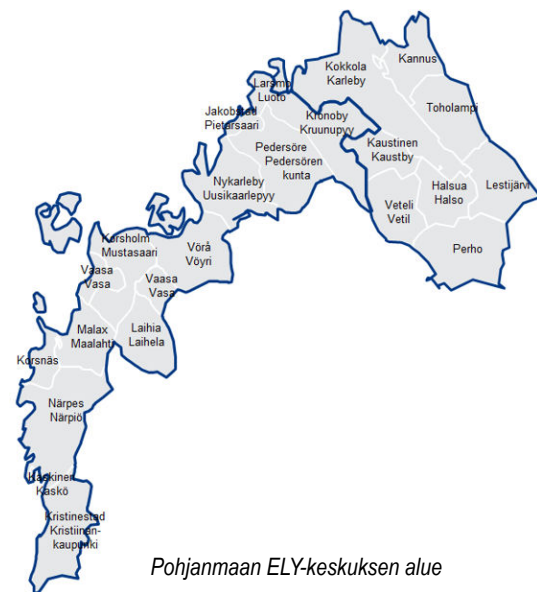 Kannus
Kokkola
Karleby
Larsmo
Luoto
Toholampi
Jakobstad
Pietarsaari
Kronoby
Kruunupyy
Kaustinen
Kaustby
Pedersöre
Pedersören
kunta
Nykarleby
Uusikaarlepyy
Halsua
Halso
Lestijärvi
Veteli
Vetil
Perho
Korsholm
Mustasaari
Vörå
Vöyri
Vaasa
Vasa
Vaasa
Vasa
Malax
Maalahti
Laihia
Laihela
Korsnäs
Närpes
Närpiö
Kaskinen
Kaskö
Kristinestad
Kristiinan-
kaupunki
Pohjanmaan ELY-keskuksen alue